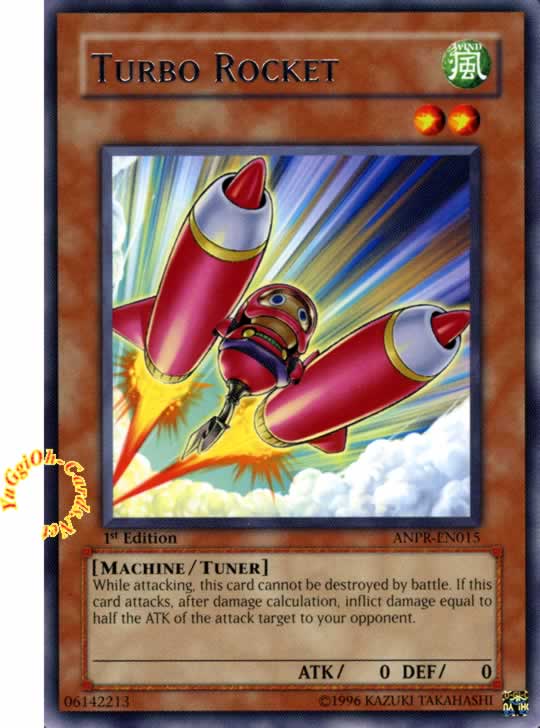 TURBO ROCKET
WIND
風
1st Edition
ANPR-EN015
[MACHINE/TUNER]
While attacking, this card cannot be destroyed by battle. If this
card attacks, after damage calculation, inflict damage equal to
half the ATK of the attack target to your opponent.
ATK/ 0 DEF/ 0
06142213
©1996 KAZUKI TAKAHASHI
YuGgiOh-Cards.Net